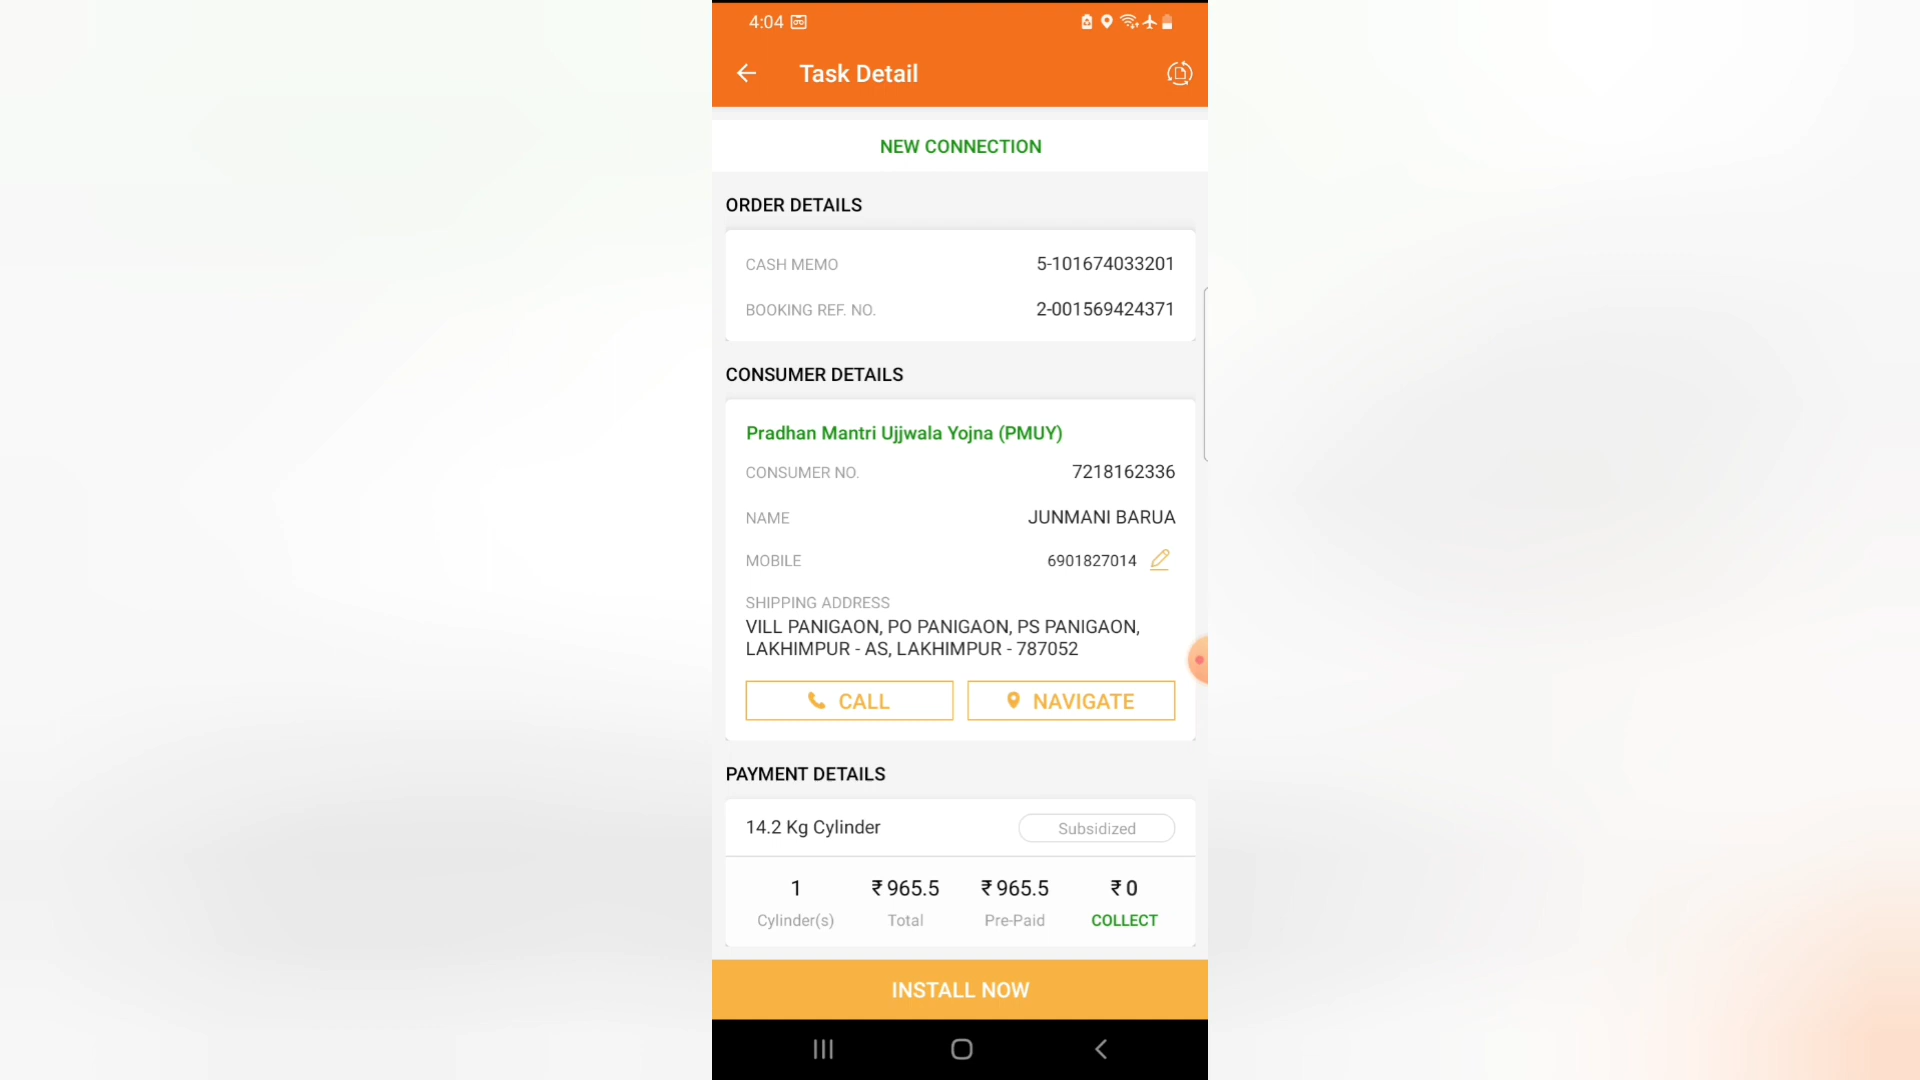 4:04
Task Detail
NEW CONNECTION
ORDER DETAILS
CASH MEMO 5-101674033201
BOOKING REF. NO. 2-001569424371
CONSUMER DETAILS
Pradhan Mantri Ujjwala Yojna (PMUY)
CONSUMER NO. 7218162336
NAME JUNMANI BARUA
MOBILE 6901827014
SHIPPING ADDRESS
VILL PANIGAON, PO PANIGAON, PS PANIGAON,
LAKHIMPUR - AS, LAKHIMPUR - 787052
CALL NAVIGATE
PAYMENT DETAILS
14.2 Kg Cylinder Subsidized
1 ₹ 965.5 ₹ 965.5 ₹ 0
Cylinder(s) Total Pre-Paid COLLECT
INSTALL NOW